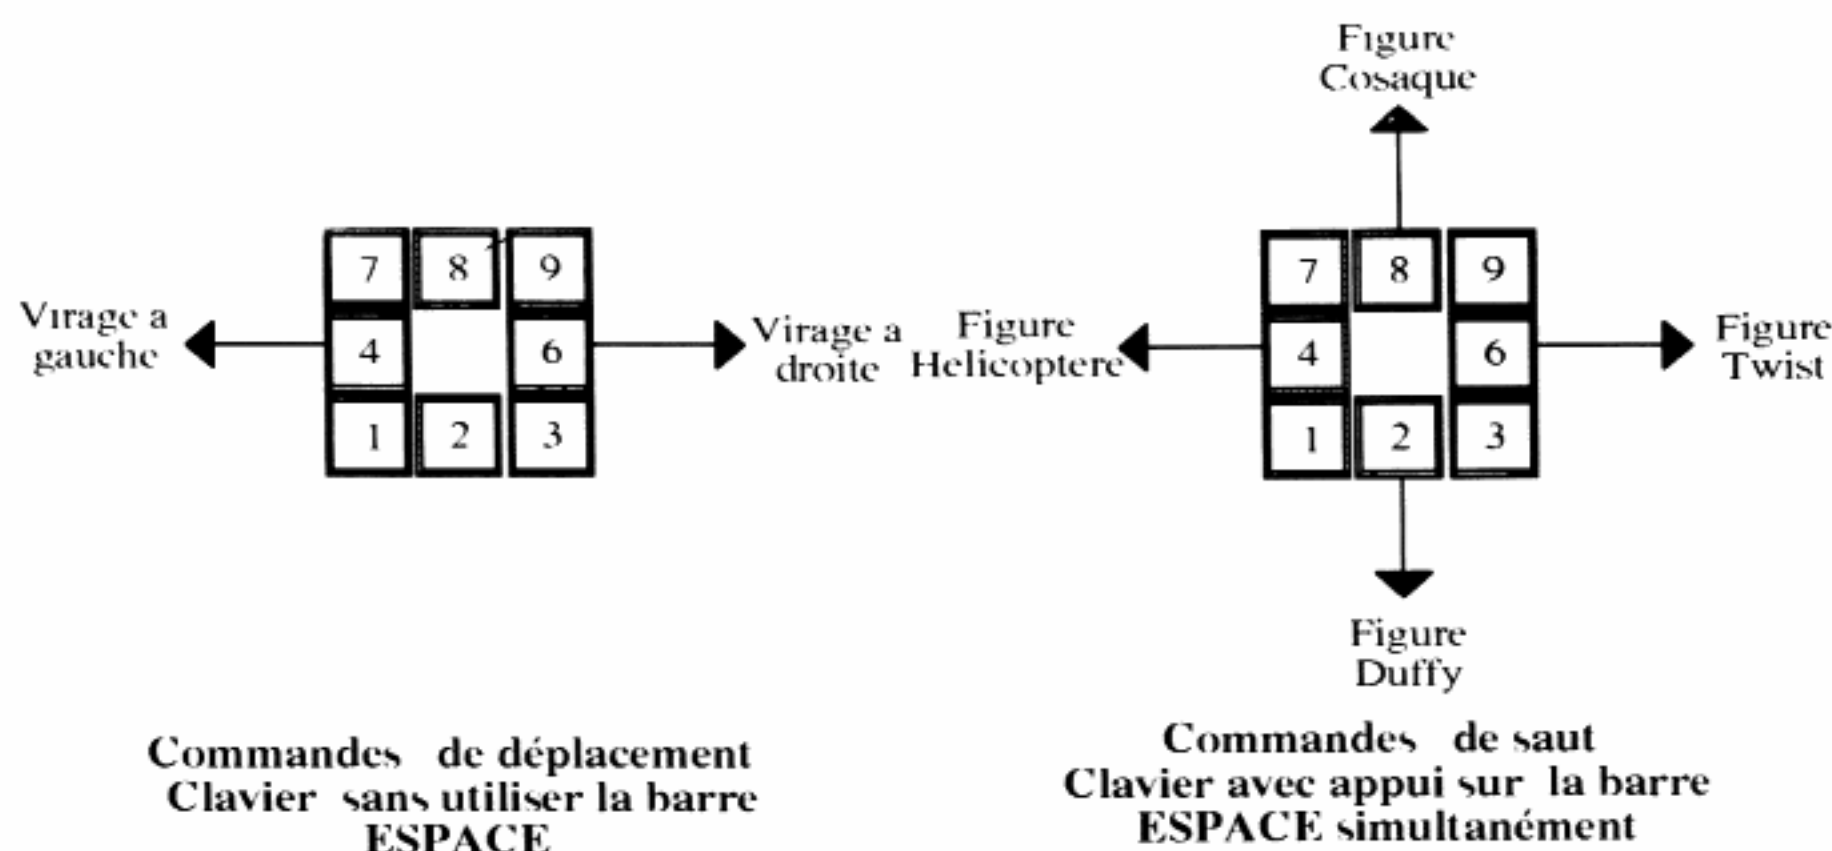 Virage a
gauche
7 8 9
4 6
1 2 3
Virage a
droite
Commandes de déplacement
Clavier sans utiliser la barre
ESPACE
Figure
Cosaque
Figure
Helicoptere
7 8 9
4 6
1 2 3
Figure
Twist
Figure
Duffy
Commandes de saut
Clavier avec appui sur la barre
ESPACE simultanément